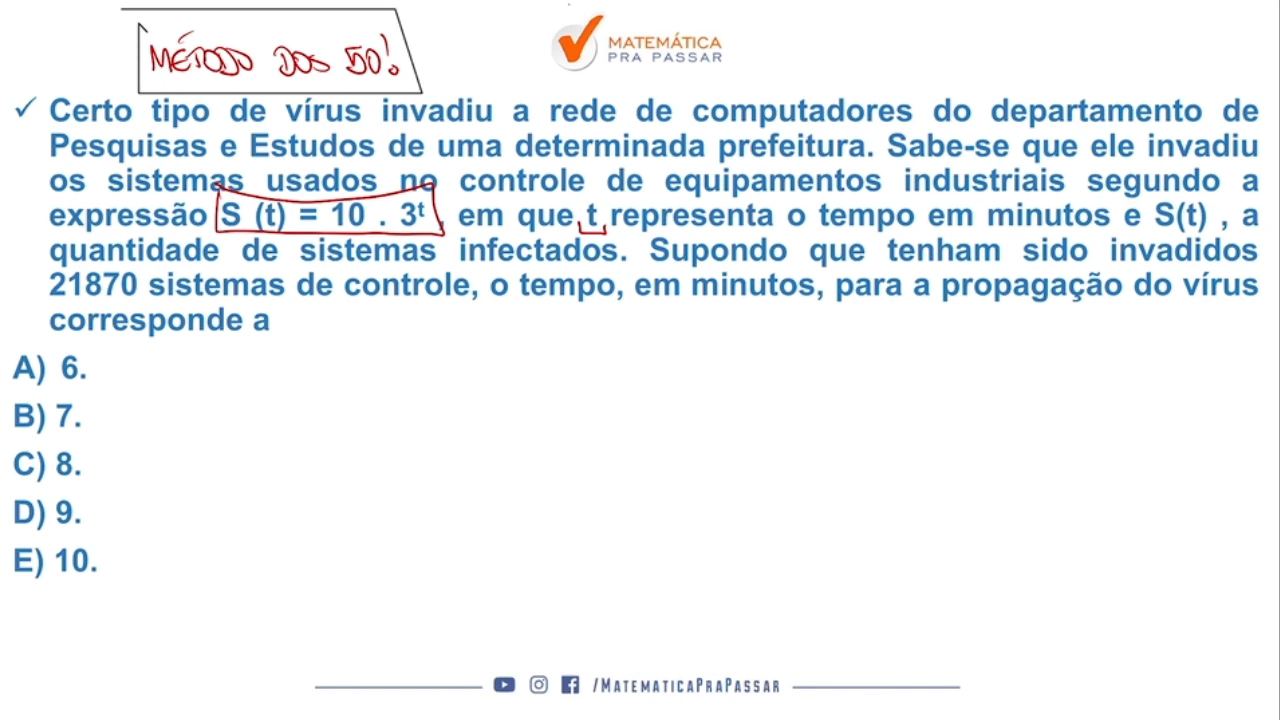 MÉTODO DOS 50!
MATEMÁTICA
PRA PASSAR
✓ Certo tipo de vírus invadiu a rede de computadores do departamento de
Pesquisas e Estudos de uma determinada prefeitura. Sabe-se que ele invadiu
os sistemas usados no controle de equipamentos industriais segundo a
expressão S (t) = 10 . 3ᵗ, em que t representa o tempo em minutos e S(t) , a
quantidade de sistemas infectados. Supondo que tenham sido invadidos
21870 sistemas de controle, o tempo, em minutos, para a propagação do vírus
corresponde a
A) 6.
B) 7.
C) 8.
D) 9.
E) 10.
/MATEMATICAPRAPASSAR